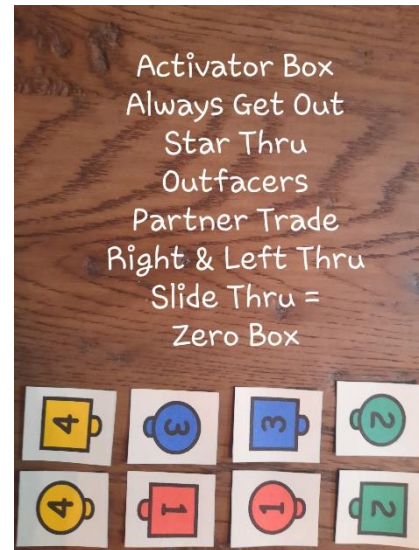 Activator Box
Always Get Out
Star Thru
Outfacers
Partner Trade
Right & Left Thru
Slide Thru =
Zero Box
4 3 3 2
4 1 1 2